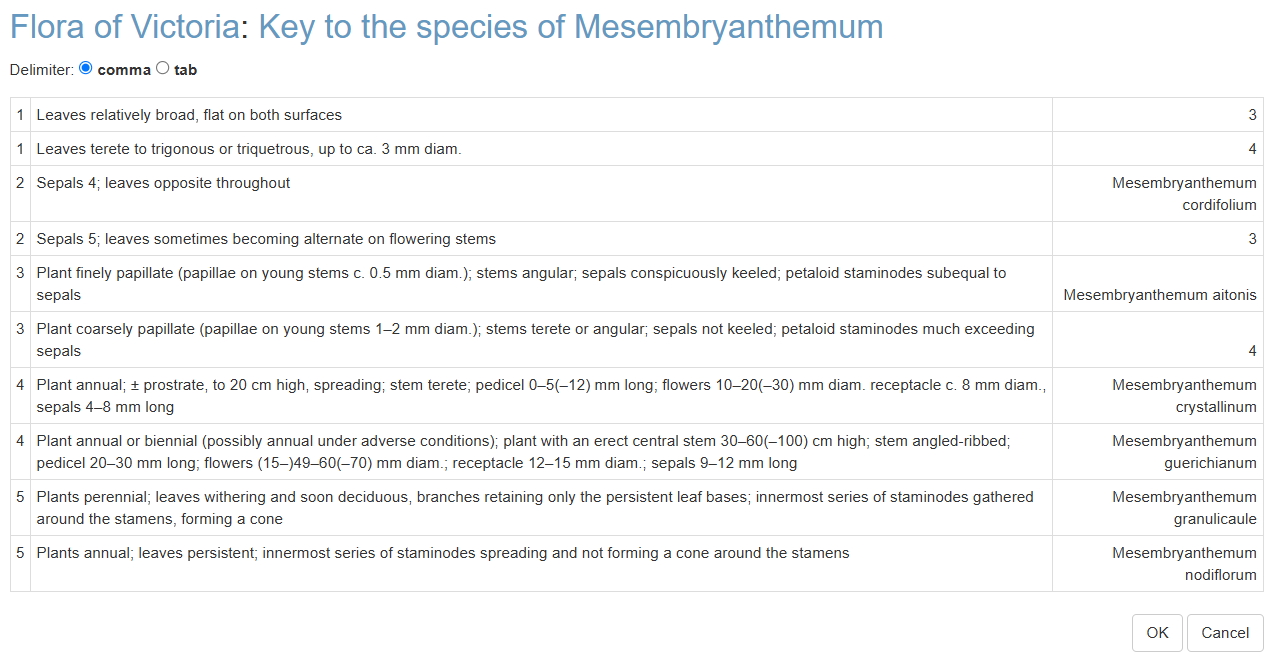 Flora of Victoria: Key to the species of Mesembryanthemum
Delimiter: comma tab
1 Leaves relatively broad, flat on both surfaces 3
1 Leaves terete to trigonous or triquetrous, up to ca. 3 mm diam. 4
2 Sepals 4; leaves opposite throughout Mesembryanthemum
cordifolium
2 Sepals 5; leaves sometimes becoming alternate on flowering stems 3
3 Plant finely papillate (papillae on young stems c. 0.5 mm diam.); stems angular; sepals conspicuously keeled; petaloid staminodes subequal to
sepals Mesembryanthemum aitonis
3 Plant coarsely papillate (papillae on young stems 1–2 mm diam.); stems terete or angular; sepals not keeled; petaloid staminodes much exceeding
sepals 4
4 Plant annual; ± prostrate, to 20 cm high, spreading; stem terete; pedicel 0–5(–12) mm long; flowers 10–20(–30) mm diam. receptacle c. 8 mm diam., Mesembryanthemum
sepals 4–8 mm long crystallinum
4 Plant annual or biennial (possibly annual under adverse conditions); plant with an erect central stem 30–60(–100) cm high; stem angled-ribbed; Mesembryanthemum
pedicel 20–30 mm long; flowers (15–)49–60(–70) mm diam.; receptacle 12–15 mm diam.; sepals 9–12 mm long guerichianum
5 Plants perennial; leaves withering and soon deciduous, branches retaining only the persistent leaf bases; innermost series of staminodes gathered Mesembryanthemum
around the stamens, forming a cone granulicaule
5 Plants annual; leaves persistent; innermost series of staminodes spreading and not forming a cone around the stamens Mesembryanthemum
nodiflorum
OK Cancel